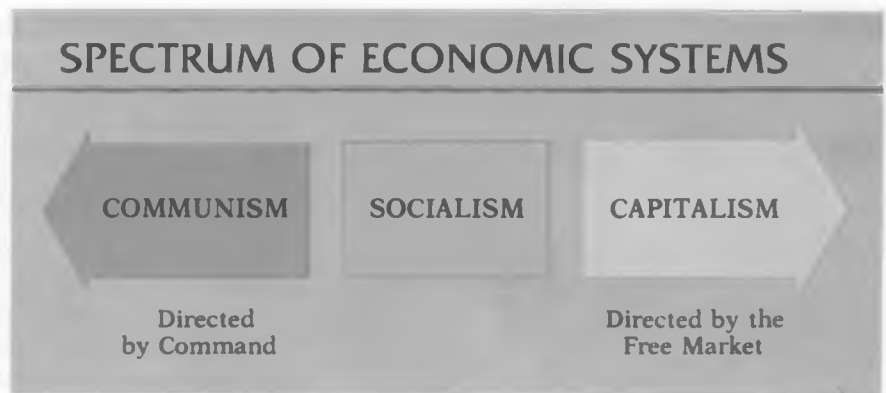 SPECTRUM OF ECONOMIC SYSTEMS
COMMUNISM SOCIALISM CAPITALISM
Directed
by Command
Directed by the
Free Market